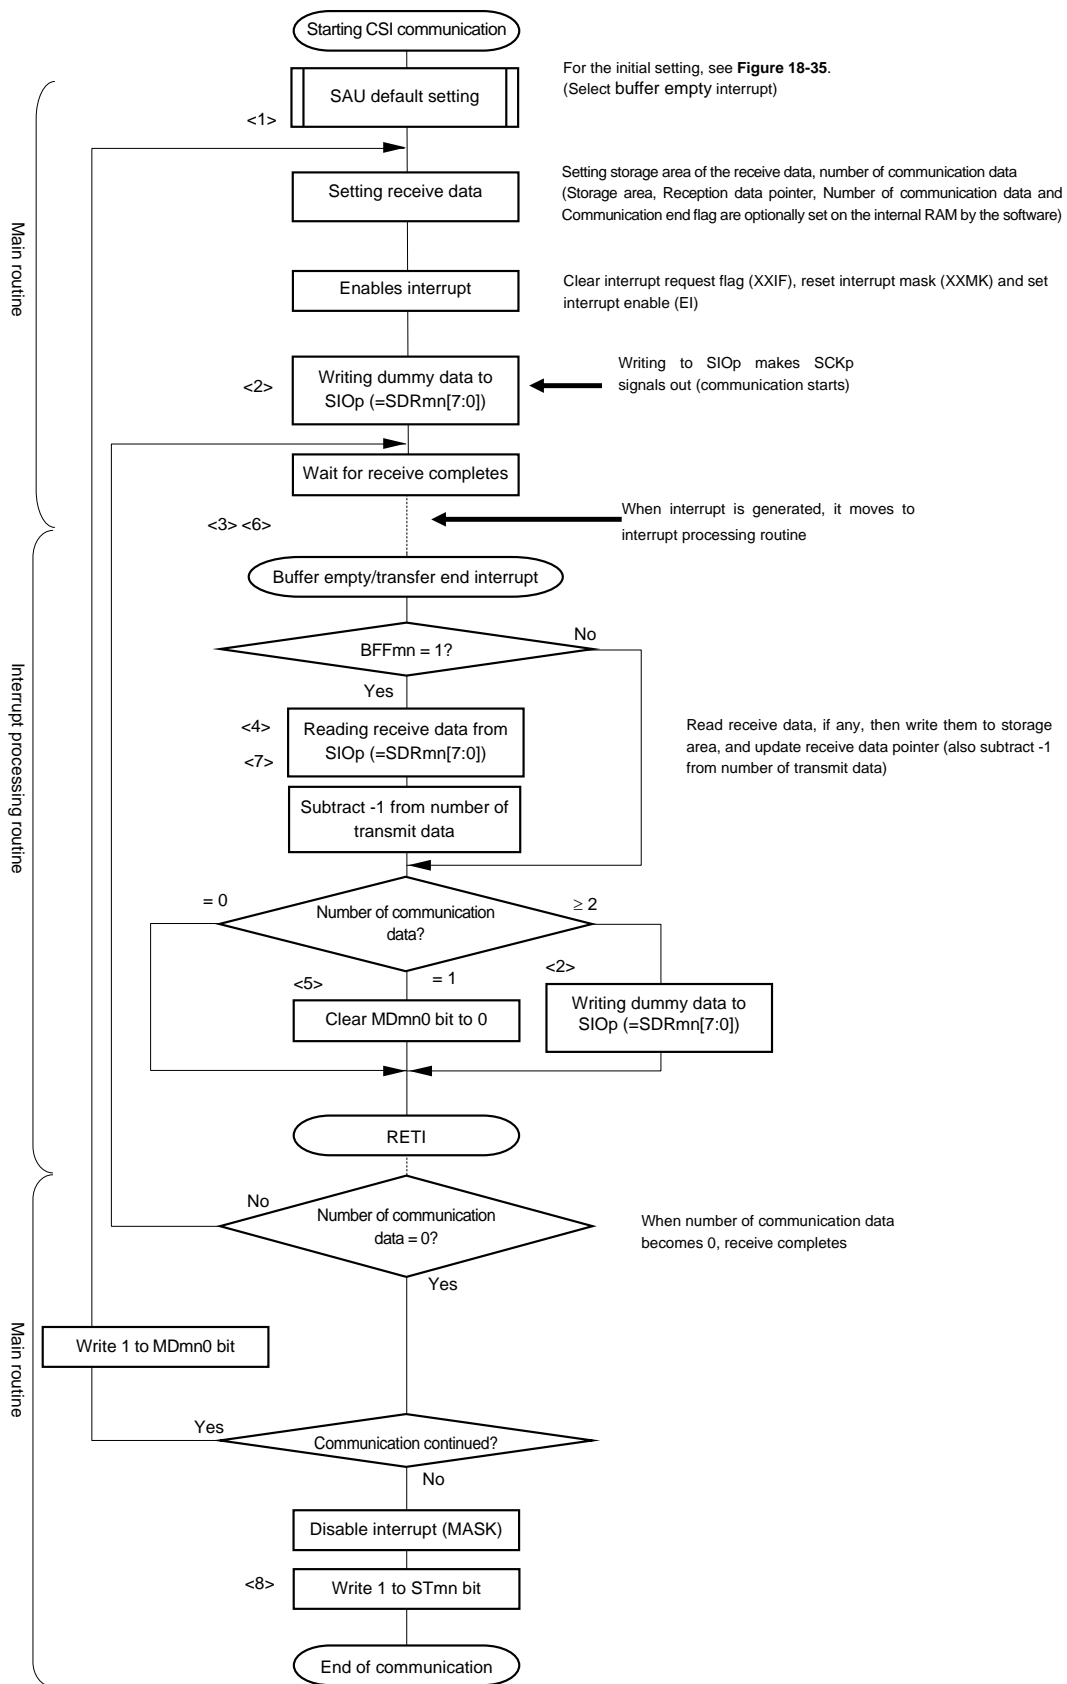 Starting CSI communication
For the initial setting, see Figure 18-35.
(Select buffer empty interrupt)
SAU default setting
<1>
Setting storage area of the receive data, number of communication data
(Storage area, Reception data pointer, Number of communication data and
Communication end flag are optionally set on the internal RAM by the software)
Setting receive data
Main routine
Enables interrupt
Clear interrupt request flag (XXIF), reset interrupt mask (XXMK) and set
interrupt enable (EI)
<2>
Writing dummy data to
SIOp (=SDRmn[7:0])
Writing to SIOp makes SCKp
signals out (communication starts)
Wait for receive completes
<3> <6>
When interrupt is generated, it moves to
interrupt processing routine
Buffer empty/transfer end interrupt
BFFmn = 1?
No
Yes
Interrupt processing routine
<4>
<7>
Reading receive data from
SIOp (=SDRmn[7:0])
Read receive data, if any, then write them to storage
area, and update receive data pointer (also subtract -1
from number of transmit data)
Subtract -1 from number of
transmit data
= 0
Number of communication
data?
≥ 2
= 1
<5>
Clear MDmn0 bit to 0
<2>
Writing dummy data to
SIOp (=SDRmn[7:0])
RETI
No
Number of communication
data = 0?
When number of communication data
becomes 0, receive completes
Yes
Main routine
Write 1 to MDmn0 bit
Yes
Communication continued?
No
Disable interrupt (MASK)
<8>
Write 1 to STmn bit
End of communication